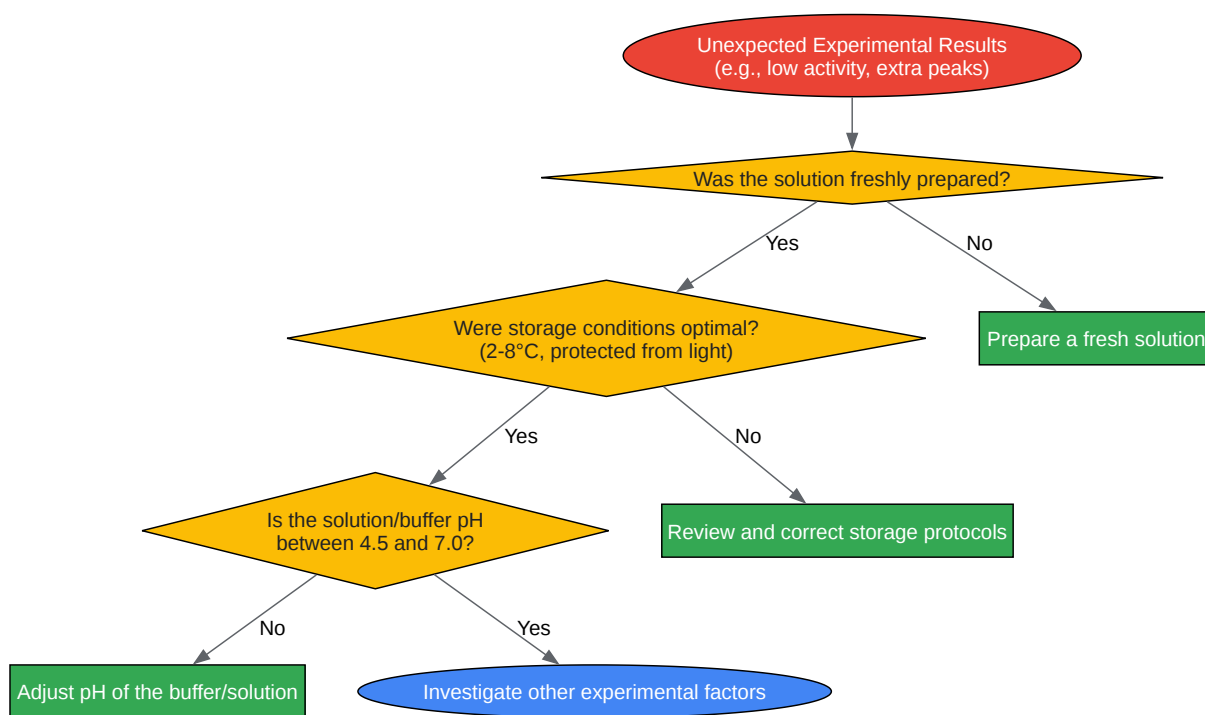 Unexpected Experimental Results
(e.g., low activity, extra peaks)
Was the solution freshly prepared?
Yes
No
Were storage conditions optimal?
(2-8°C, protected from light)
Prepare a fresh solution
Yes
No
Is the solution/buffer pH
between 4.5 and 7.0?
Review and correct storage protocols
No
Yes
Adjust pH of the buffer/solution
Investigate other experimental factors